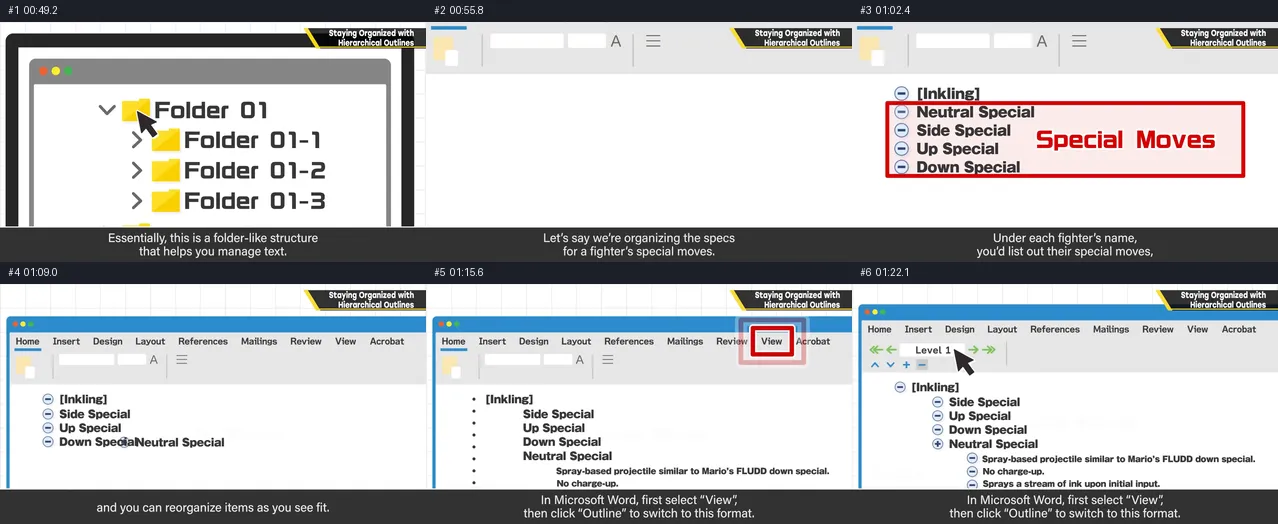 #1 00:49.2
Staying Organized with
Hierarchical Outlines
Folder 01
Folder 01-1
Folder 01-2
Folder 01-3
Essentially, this is a folder-like structure
that helps you manage text.
#2 00:55.8
Staying Organized with
Hierarchical Outlines
A
Let's say we're organizing the specs
for a fighter's special moves.
#3 01:02.4
Staying Organized with
Hierarchical Outlines
A
[Inkling]
Neutral Special
Side Special
Up Special
Down Special
Special Moves
Under each fighter's name,
you'd list out their special moves,
#4 01:09.0
Staying Organized with
Hierarchical Outlines
Home Insert Design Layout References Mailings Review View Acrobat
A
[Inkling]
Side Special
Up Special
Down Special Neutral Special
and you can reorganize items as you see fit.
#5 01:15.6
Staying Organized with
Hierarchical Outlines
Home Insert Design Layout References Mailings Review View Acrobat
A
[Inkling]
Side Special
Up Special
Down Special
Neutral Special
Spray-based projectile similar to Mario's FLUDD down special.
No charge-up.
In Microsoft Word, first select "View",
then click "Outline" to switch to this format.
#6 01:22.1
Staying Organized with
Hierarchical Outlines
Home Insert Design Layout References Mailings Review View Acrobat
Level 1
[Inkling]
Side Special
Up Special
Down Special
Neutral Special
Spray-based projectile similar to Mario's FLUDD down special.
No charge-up.
Sprays a stream of ink upon initial input.
In Microsoft Word, first select "View",
then click "Outline" to switch to this format.